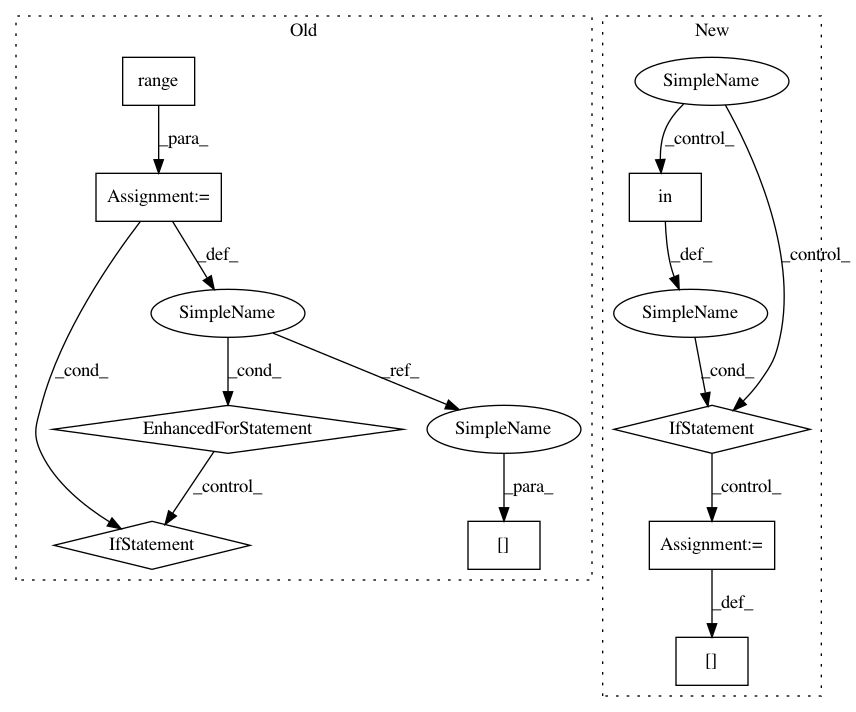 Old
New
range
SimpleName
_para_
_control_
Assignment:=
in
_def_
_def_
_control_
SimpleName
SimpleName
_cond_
_cond_
_ref_
_cond_
EnhancedForStatement
SimpleName
IfStatement
_control_
_para_
_control_
IfStatement
[]
Assignment:=
_def_
[]